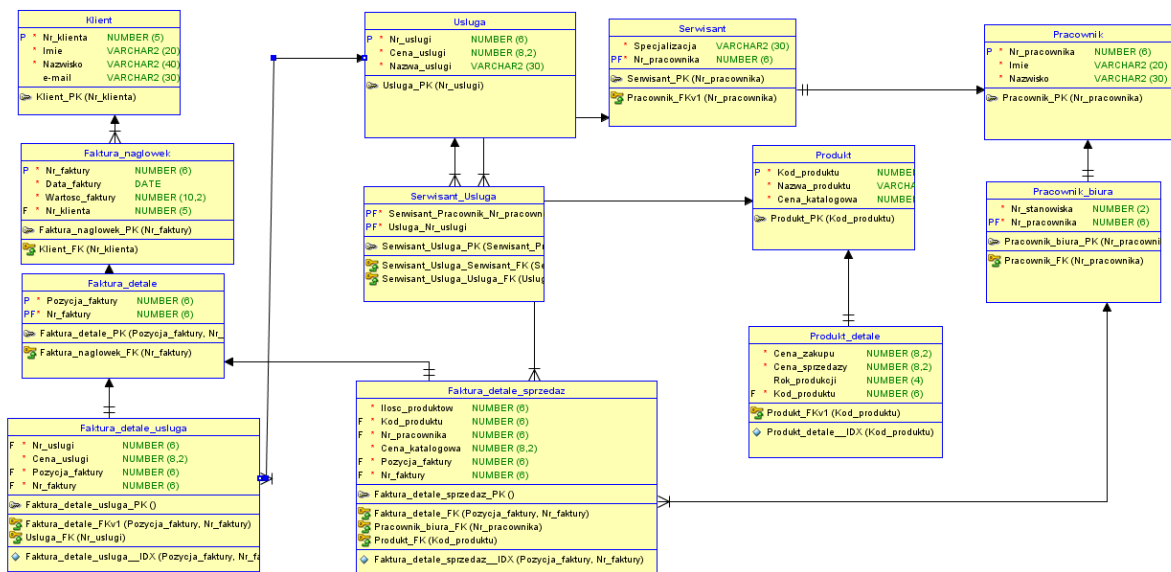 Klient
P * Nr_klienta NUMBER (5)
* Imie VARCHAR2 (20)
* Nazwisko VARCHAR2 (40)
e-mail VARCHAR2 (30)
Klient_PK (Nr_klienta)
Usluga
P * Nr_uslugi NUMBER (6)
* Cena_uslugi NUMBER (8,2)
* Nazwa_uslugi VARCHAR2 (30)
Usluga_PK (Nr_uslugi)
Serwisant
* Specjalizacja VARCHAR2 (30)
PF* Nr_pracownika NUMBER (6)
Serwisant_PK (Nr_pracownika)
Pracownik_FKv1 (Nr_pracownika)
Pracownik
P * Nr_pracownika NUMBER (6)
* Imie VARCHAR2 (20)
* Nazwisko VARCHAR2 (30)
Pracownik_PK (Nr_pracownika)
Faktura_naglowek
P * Nr_faktury NUMBER (6)
* Data_faktury DATE
* Wartosc_faktury NUMBER (10,2)
F * Nr_klienta NUMBER (5)
Faktura_naglowek_PK (Nr_faktury)
Klient_FK (Nr_klienta)
Serwisant_Usluga
PF* Serwisant_Pracownik_Nr_pracown
PF* Usluga_Nr_uslugi
Serwisant_Usluga_PK (Serwisant_Pr
Serwisant_Usluga_Serwisant_FK (Se
Serwisant_Usluga_Usluga_FK (Uslug
Produkt
P * Kod_produktu NUMBE
* Nazwa_produktu VARCHA
* Cena_katalogowa NUMBE
Produkt_PK (Kod_produktu)
Pracownik_biura
* Nr_stanowiska NUMBER (2)
PF* Nr_pracownika NUMBER (6)
Pracownik_biura_PK (Nr_pracowni
Pracownik_FK (Nr_pracownika)
Faktura_detale
P * Pozycja_faktury NUMBER (6)
PF* Nr_faktury NUMBER (6)
Faktura_detale_PK (Pozycja_faktury, Nr_
Faktura_naglowek_FK (Nr_faktury)
Produkt_detale
* Cena_zakupu NUMBER (8,2)
* Cena_sprzedazy NUMBER (8,2)
Rok_produkcji NUMBER (4)
F * Kod_produktu NUMBER (6)
Produkt_FKv1 (Kod_produktu)
Produkt_detale__IDX (Kod_produktu)
Faktura_detale_usluga
F * Nr_uslugi NUMBER (6)
* Cena_uslugi NUMBER (8,2)
F * Pozycja_faktury NUMBER (6)
F * Nr_faktury NUMBER (6)
Faktura_detale_usluga_PK ()
Faktura_detale_FKv1 (Pozycja_faktury, Nr_faktury)
Usluga_FK (Nr_uslugi)
Faktura_detale_usluga__IDX (Pozycja_faktury, Nr_fa
Faktura_detale_sprzedaz
* Ilosc_produktow NUMBER (6)
F * Kod_produktu NUMBER (6)
F * Nr_pracownika NUMBER (6)
* Cena_katalogowa NUMBER (8,2)
F * Pozycja_faktury NUMBER (6)
F * Nr_faktury NUMBER (6)
Faktura_detale_sprzedaz_PK ()
Faktura_detale_FK (Pozycja_faktury, Nr_faktury)
Pracownik_biura_FK (Nr_pracownika)
Produkt_FK (Kod_produktu)
Faktura_detale_sprzedaz__IDX (Pozycja_faktury, Nr_faktury)